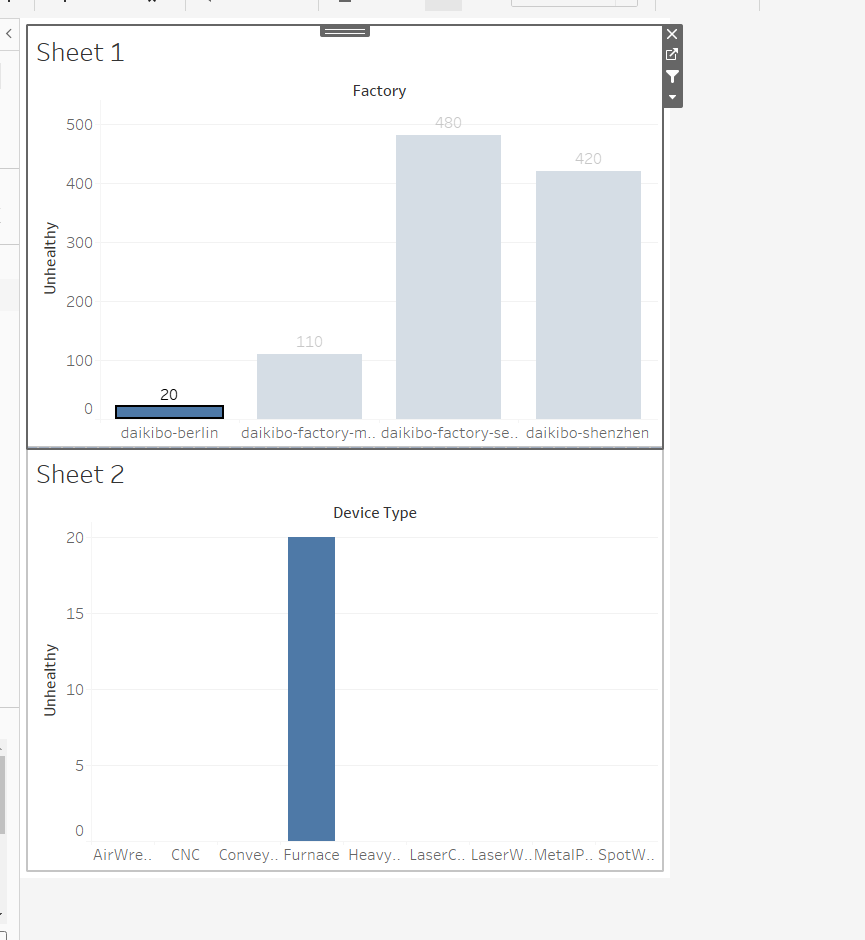 Sheet 1
Factory
Unhealthy
500
400
300
200
100
0
20
110
480
420
daikibo-berlin
daikibo-factory-m..
daikibo-factory-se..
daikibo-shenzhen
Sheet 2
Device Type
Unhealthy
20
15
10
5
0
AirWre..
CNC
Convey..
Furnace
Heavy..
LaserC..
LaserW..
MetalP..
SpotW..